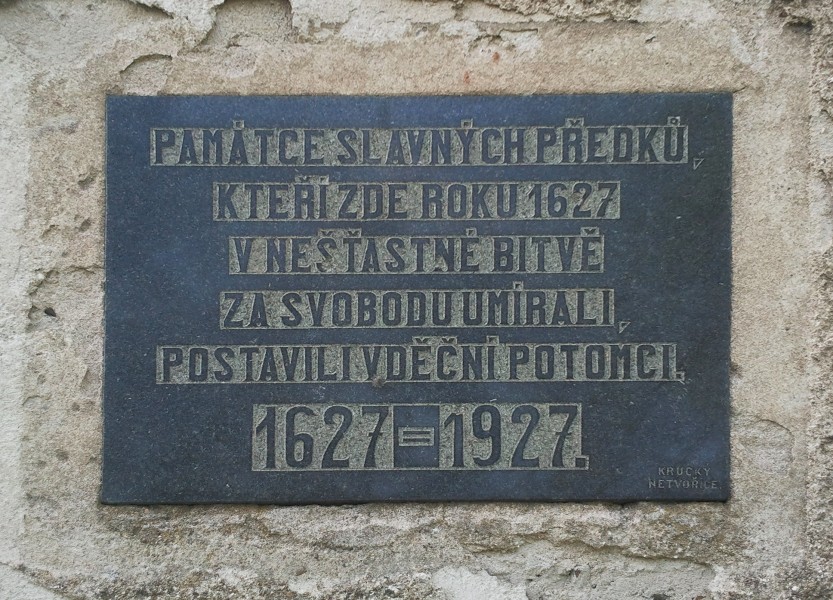 PAMÁTCE SLAVNÝCH PŘEDKŮ,
KTEŘÍ ZDE ROKU 1627
V NEŠŤASTNÉ BITVĚ
ZA SVOBODU UMÍRALI,
POSTAVILI VDĚČNÍ POTOMCI.
1627=1927.
KRUCKÝ
NETVOŘICE